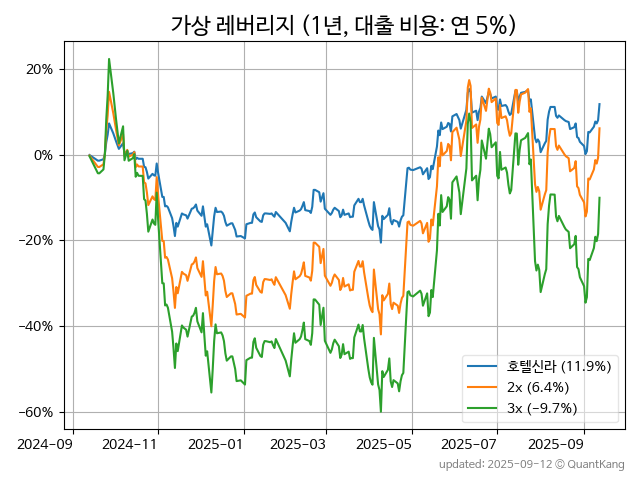 가상 레버리지 (1년, 대출 비용: 연 5%)
20%
0%
−20%
−40%
−60%
호텔신라 (11.9%)
2x (6.4%)
3x (−9.7%)
2024-09
2024-11
2025-01
2025-03
2025-05
2025-07
2025-09
updated: 2025-09-12 © QuantKang